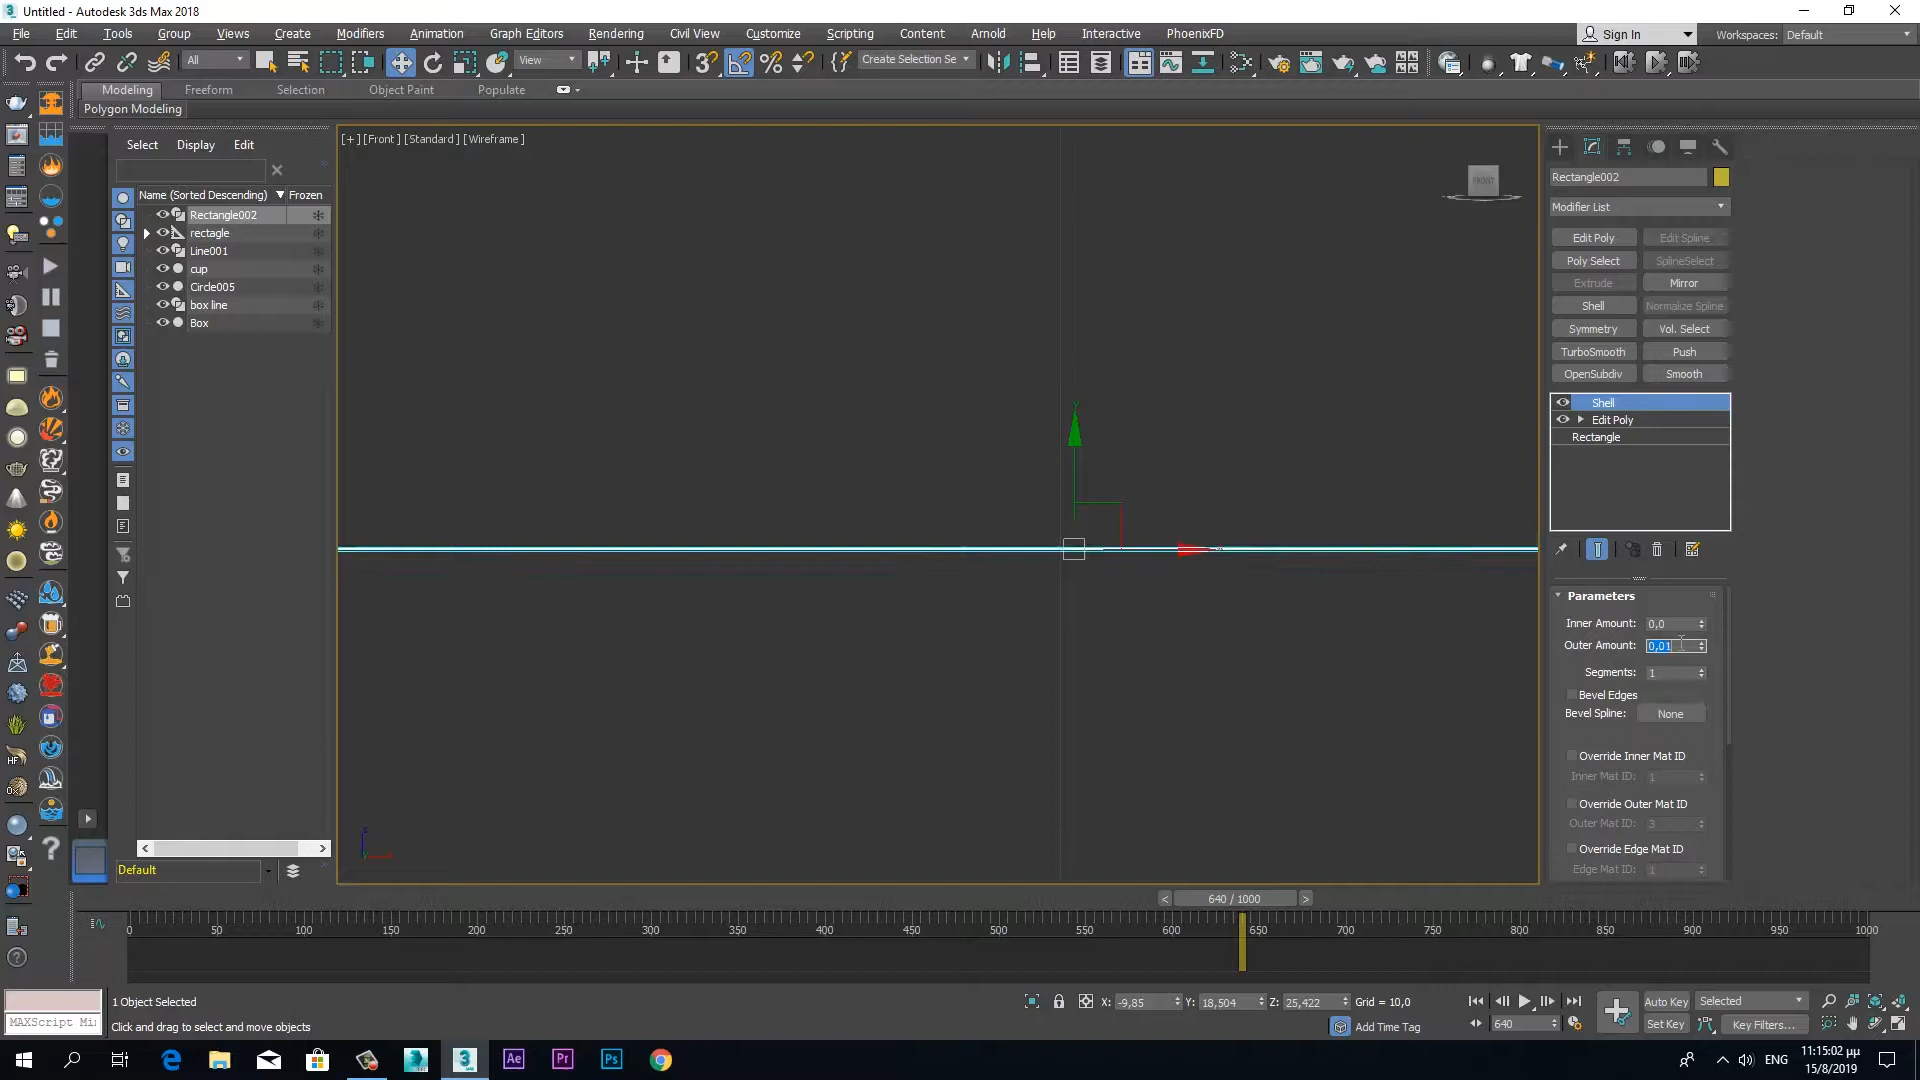 Untitled - Autodesk 3ds Max 2018
File Edit Tools Group Views Create Modifiers Animation Graph Editors Rendering Civil View Customize Scripting Content Arnold Help Interactive PhoenixFD
Sign In
Workspaces: Default
All
View
Create Selection Se
Modeling Freeform Selection Object Paint Populate
Polygon Modeling
Select Display Edit
Name (Sorted Descending) Frozen
Rectangle002
rectagle
Line001
cup
Circle005
box line
Box
Default
[+] [Front] [Standard] [Wireframe]
FRONT
Rectangle002
Modifier List
Edit Poly Edit Spline
Poly Select SplineSelect
Extrude Mirror
Shell Normalize Spline
Symmetry Vol. Select
TurboSmooth Push
OpenSubdiv Smooth
Shell
Edit Poly
Rectangle
Parameters
Inner Amount: 0,0
Outer Amount: 0,01
Segments: 1
Bevel Edges
Bevel Spline: None
Override Inner Mat ID
Inner Mat ID: 1
Override Outer Mat ID
Outer Mat ID: 3
Override Edge Mat ID
Edge Mat ID: 1
640 / 1000
0 50 100 150 200 250 300 350 400 450 500 550 600 650 700 750 800 850 900 950 1000
1 Object Selected
X: -9,85 Y: 18,504 Z: 25,422 Grid = 10,0
Auto Key Selected
MAXScript Mi
Click and drag to select and move objects
Add Time Tag
640
Set Key Key Filters...
Ae Pr Ps
ENG
11:15:02 μμ
15/8/2019